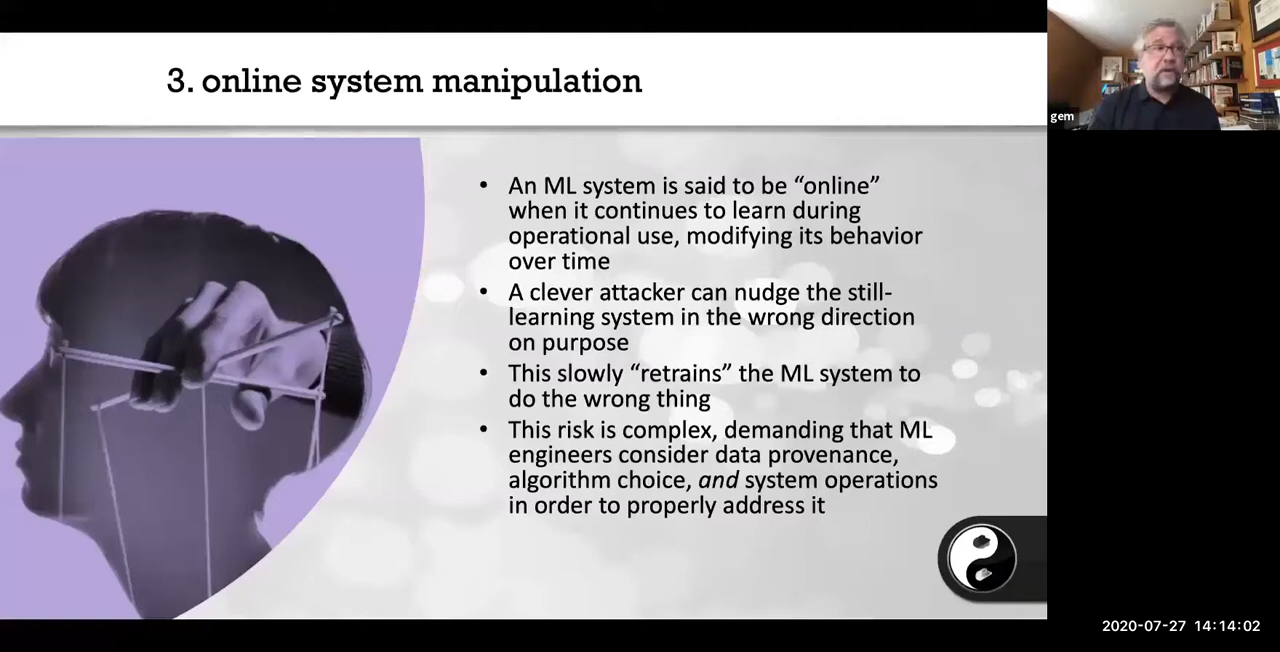 3. online system manipulation
gem
• An ML system is said to be “online”
when it continues to learn during
operational use, modifying its behavior
over time
• A clever attacker can nudge the still-
learning system in the wrong direction
on purpose
• This slowly “retrains” the ML system to
do the wrong thing
• This risk is complex, demanding that ML
engineers consider data provenance,
algorithm choice, and system operations
in order to properly address it
2020-07-27 14:14:02